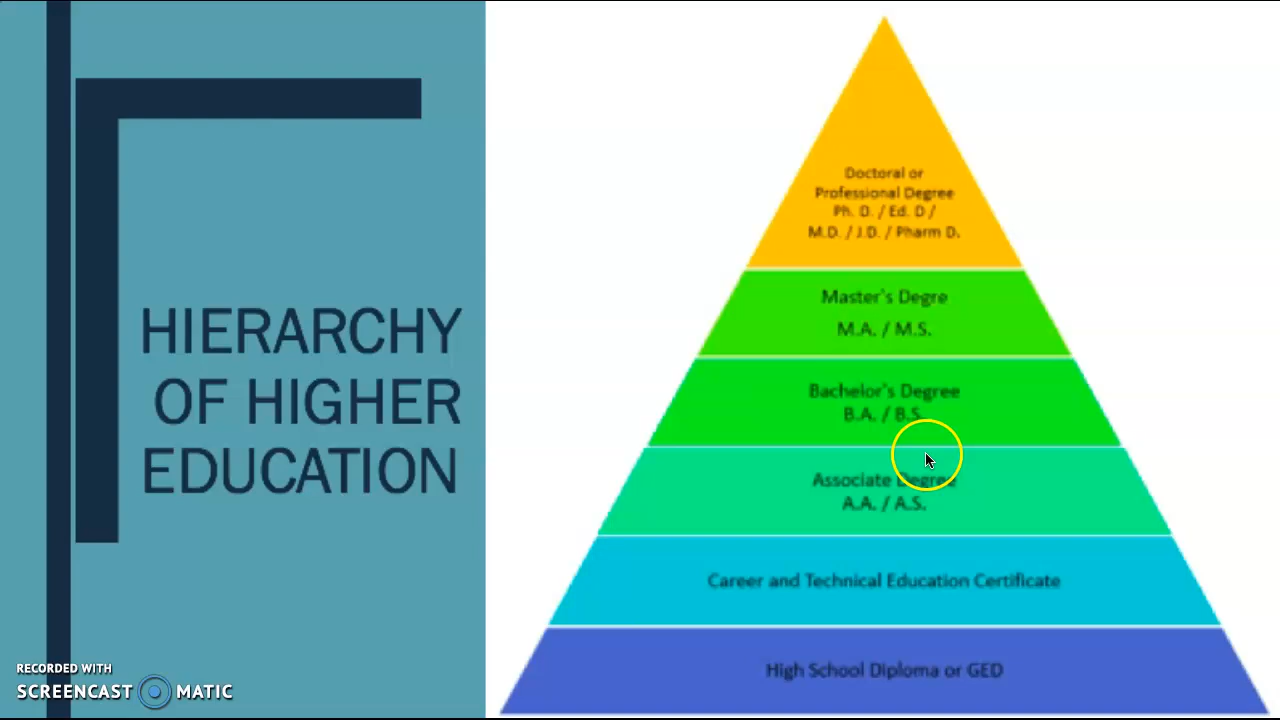 HIERARCHY
OF HIGHER
EDUCATION
Doctoral or
Professional Degree
Ph. D. / Ed. D /
M.D. / J.D. / Pharm D.
Master's Degre
M.A. / M.S.
Bachelor's Degree
B.A. / B.S.
Associate Degree
A.A. / A.S.
Career and Technical Education Certificate
High School Diploma or GED
RECORDED WITH
SCREENCAST MATIC